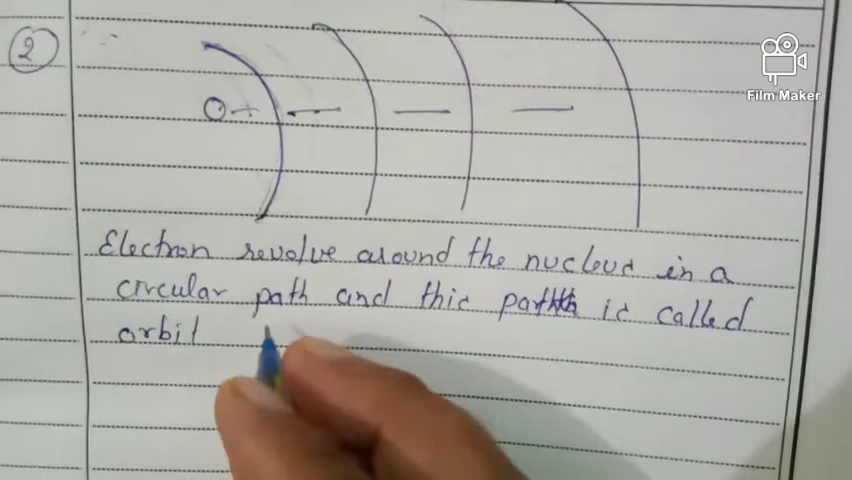 2
O+
Film Maker
Electron revolve around the nucleus in a
circular path and this path is called
orbit